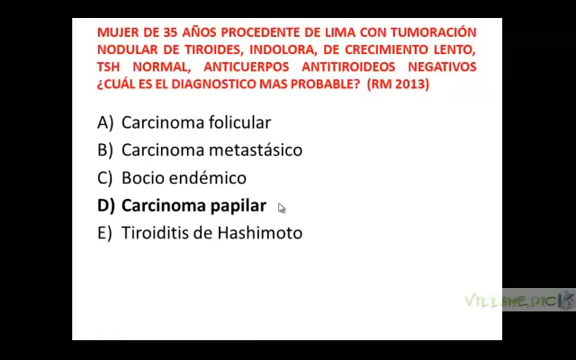 MUJER DE 35 AÑOS PROCEDENTE DE LIMA CON TUMORACIÓN
NODULAR DE TIROIDES, INDOLORA, DE CRECIMIENTO LENTO,
TSH NORMAL, ANTICUERPOS ANTITIROIDEOS NEGATIVOS
¿CUÁL ES EL DIAGNOSTICO MAS PROBABLE? (RM 2013)
A) Carcinoma folicular
B) Carcinoma metastásico
C) Bocio endémico
D) Carcinoma papilar
E) Tiroiditis de Hashimoto
VILLAMEDIC